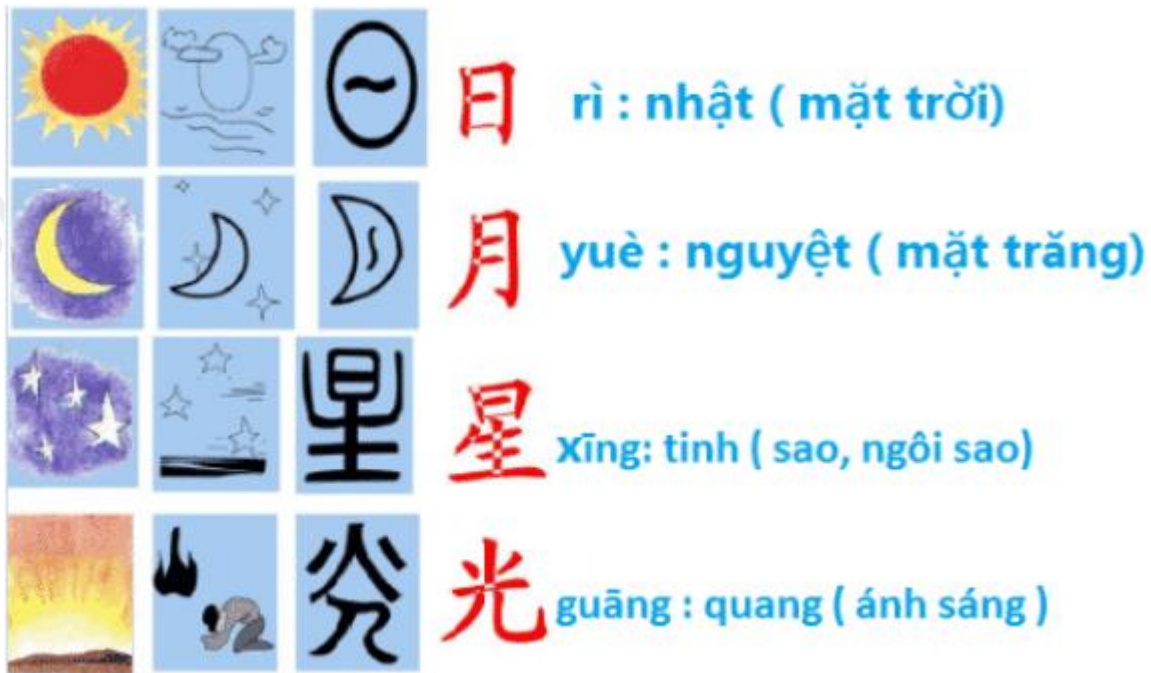 日 rì : nhật ( mặt trời)
月 yuè : nguyệt ( mặt trăng)
星 xīng: tinh ( sao, ngôi sao)
光 guāng : quang ( ánh sáng )